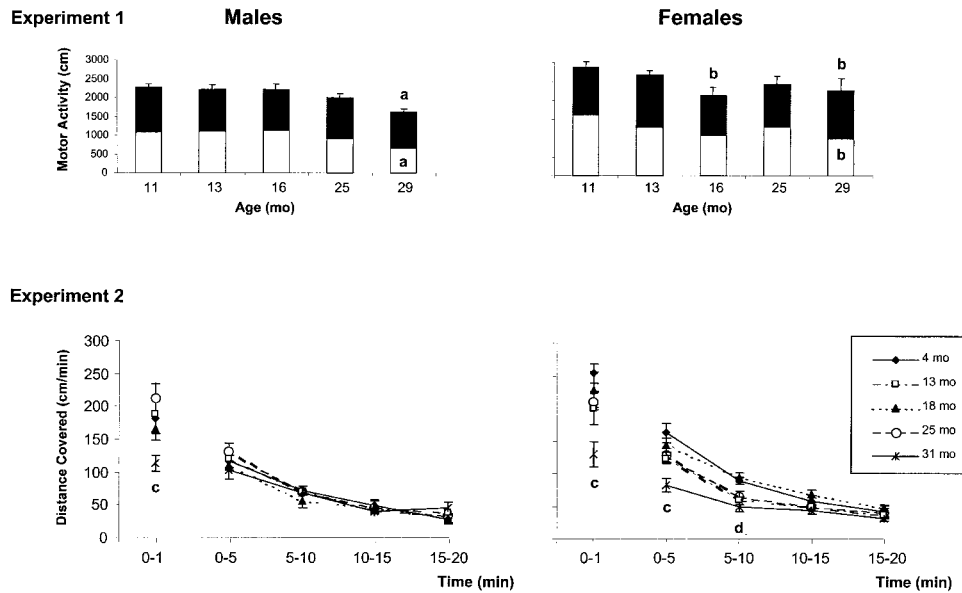 Experiment 1
Males
Females
Motor Activity (cm)
3000
2500
2000
1500
1000
500
0
a
a
11 13 16 25 29
Age (mo)
b
b
b
11 13 16 25 29
Age (mo)
Experiment 2
Distance Covered (cm/min)
300
250
200
150
100
50
0
c
0-1 0-5 5-10 10-15 15-20
Time (min)
c
c
d
0-1 0-5 5-10 10-15 15-20
Time (min)
4 mo
13 mo
18 mo
25 mo
31 mo